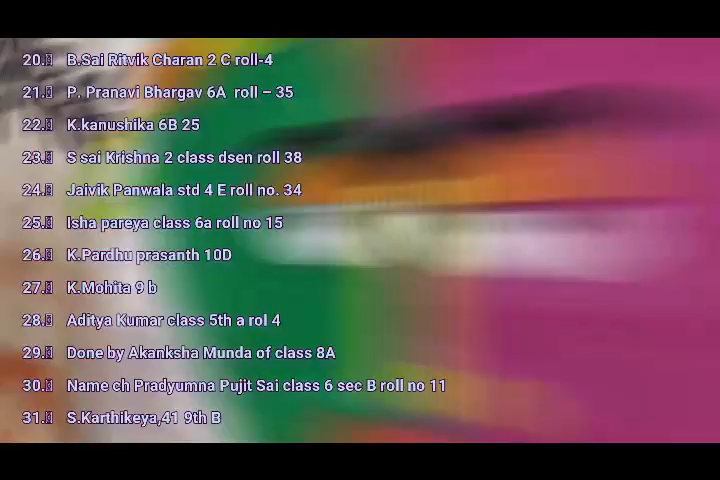 20. B.Sai Ritvik Charan 2 C roll-4
21. P. Pranavi Bhargav 6A roll – 35
22. K.kanushika 6B 25
23. S sai Krishna 2 class dsen roll 38
24. Jaivik Panwala std 4 E roll no. 34
25. Isha pareya class 6a roll no 15
26. K.Pardhu prasanth 10D
27. K.Mohita 9 b
28. Aditya Kumar class 5th a rol 4
29. Done by Akanksha Munda of class 8A
30. Name ch Pradyumna Pujit Sai class 6 sec B roll no 11
31. S.Karthikeya,41 9th B